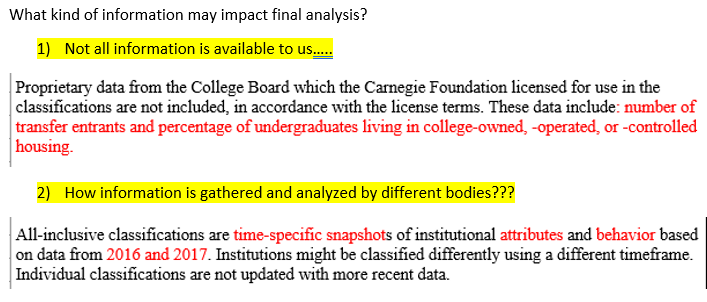 What kind of information may impact final analysis?
1) Not all information is available to us.....
Proprietary data from the College Board which the Carnegie Foundation licensed for use in the
classifications are not included, in accordance with the license terms. These data include: number of
transfer entrants and percentage of undergraduates living in college-owned, -operated, or -controlled
housing.
2) How information is gathered and analyzed by different bodies???
All-inclusive classifications are time-specific snapshots of institutional attributes and behavior based
on data from 2016 and 2017. Institutions might be classified differently using a different timeframe.
Individual classifications are not updated with more recent data.